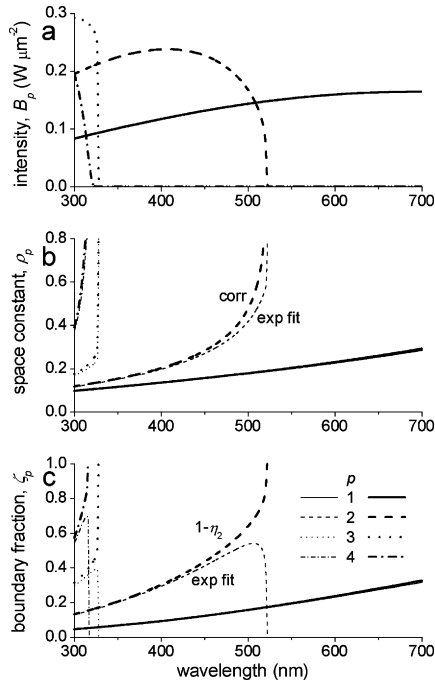 a
intensity, Bp (W μm-2)
0.3
0.2
0.1
0.0
300 400 500 600 700
b
space constant, ρp
0.8
0.6
0.4
0.2
0.0
corr
exp fit
300 400 500 600 700
c
boundary fraction, ζp
1.0
0.8
0.6
0.4
0.2
0.0
1-η2
exp fit
p
1
2
3
4
300 400 500 600 700
wavelength (nm)